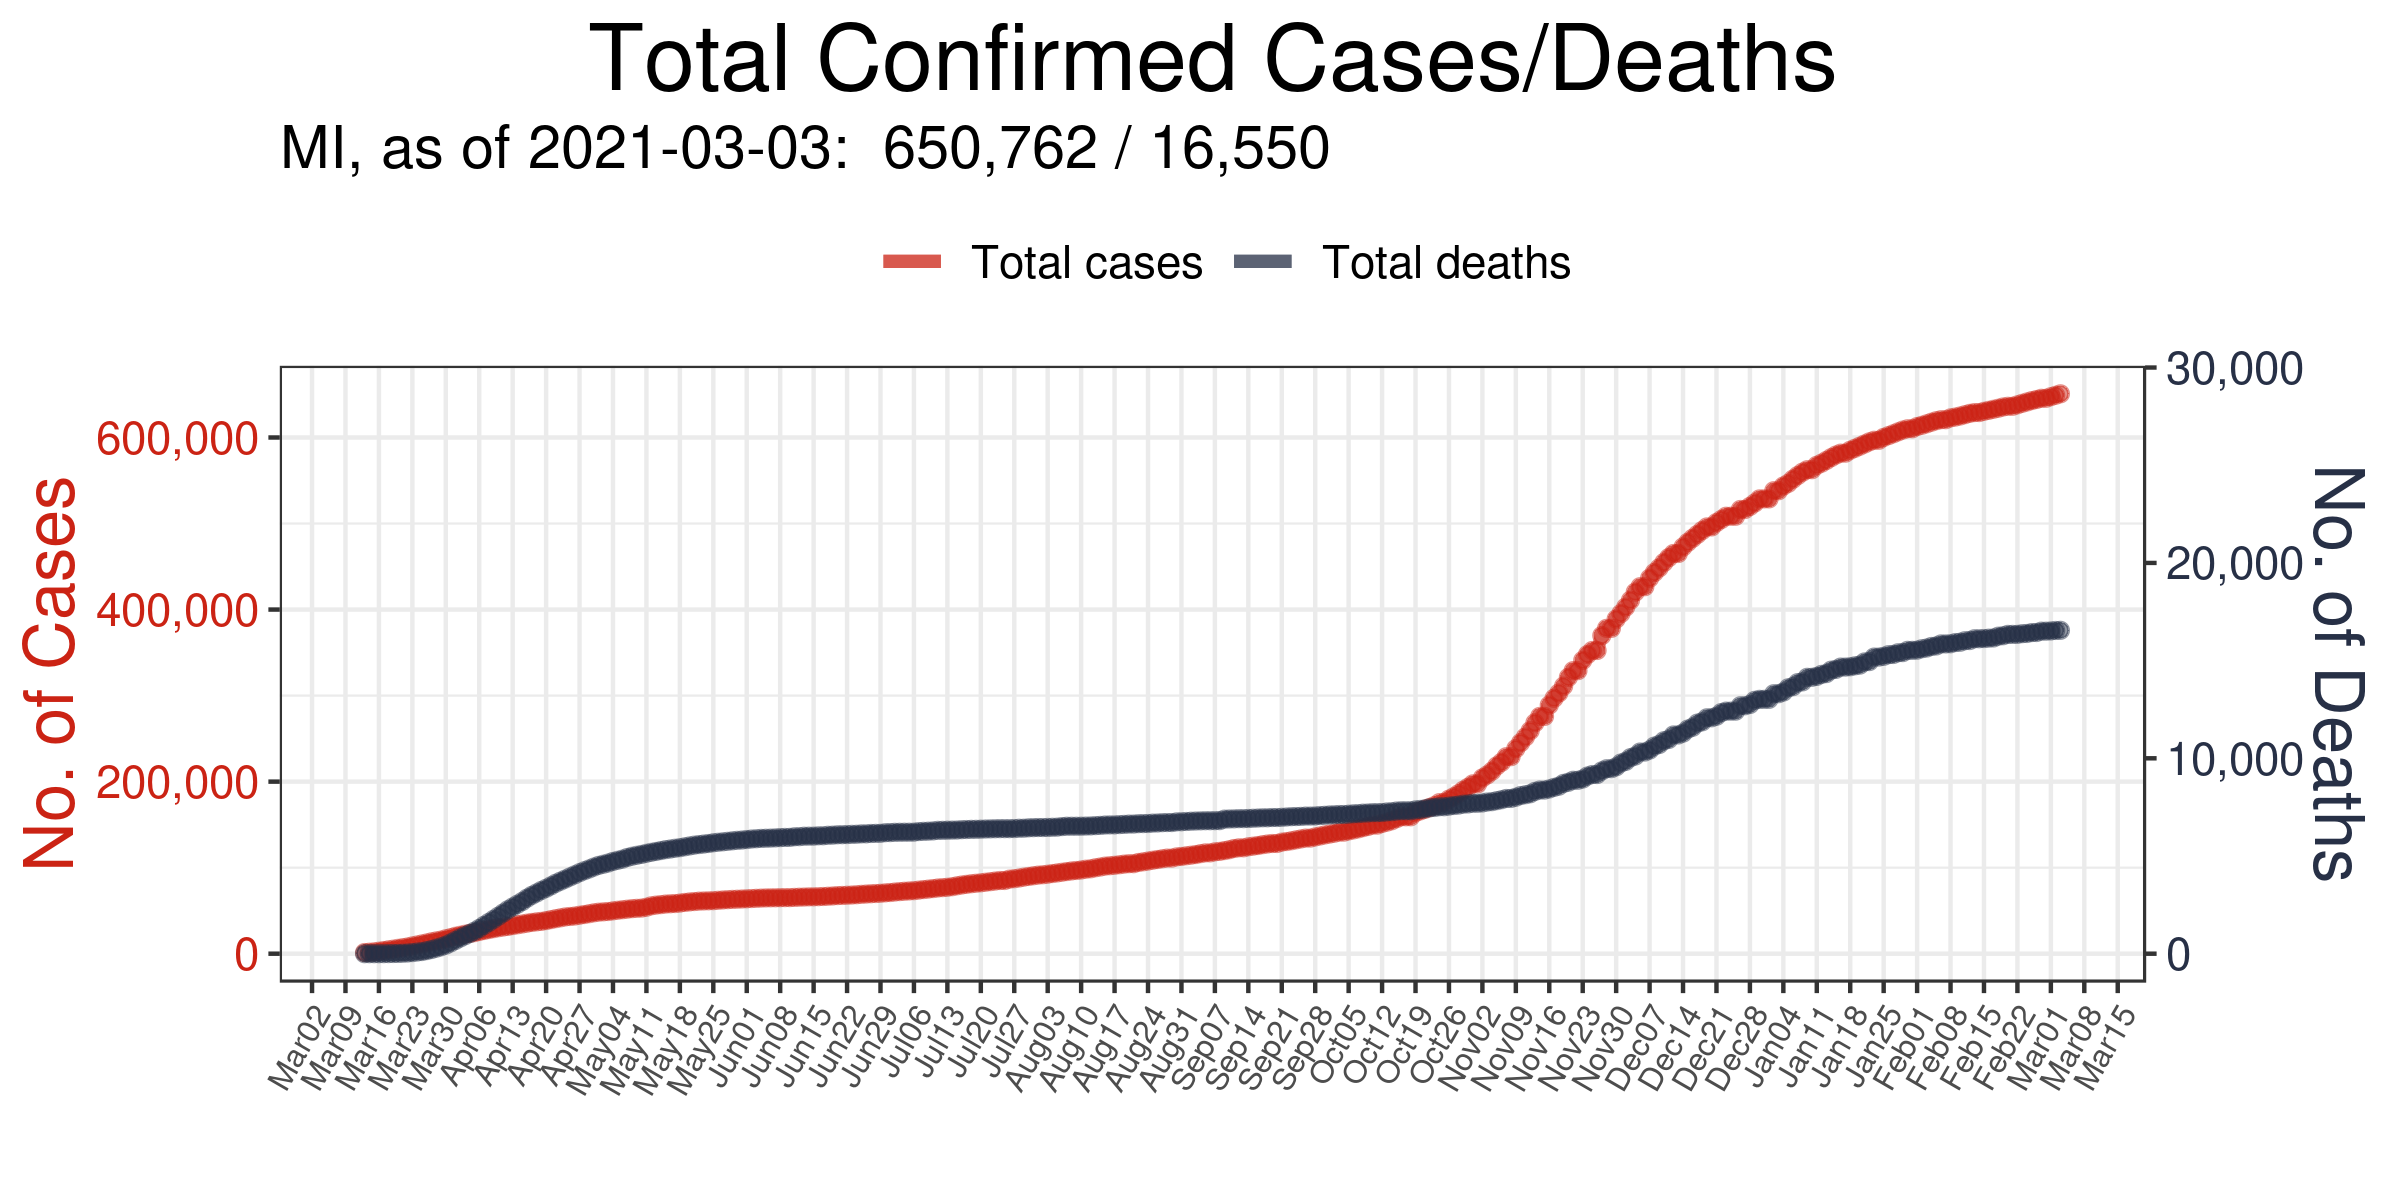 Total Confirmed Cases/Deaths
MI, as of 2021-03-03:  650,762 / 16,550
Total cases
Total deaths
No. of Cases
600,000
400,000
200,000
0
30,000
20,000
10,000
0
No. of Deaths
Mar02
Mar09
Mar16
Mar23
Mar30
Apr06
Apr13
Apr20
Apr27
May04
May11
May18
May25
Jun01
Jun08
Jun15
Jun22
Jun29
Jul06
Jul13
Jul20
Jul27
Aug03
Aug10
Aug17
Aug24
Aug31
Sep07
Sep14
Sep21
Sep28
Oct05
Oct12
Oct19
Oct26
Nov02
Nov09
Nov16
Nov23
Nov30
Dec07
Dec14
Dec21
Dec28
Jan04
Jan11
Jan18
Jan25
Feb01
Feb08
Feb15
Feb22
Mar01
Mar08
Mar15